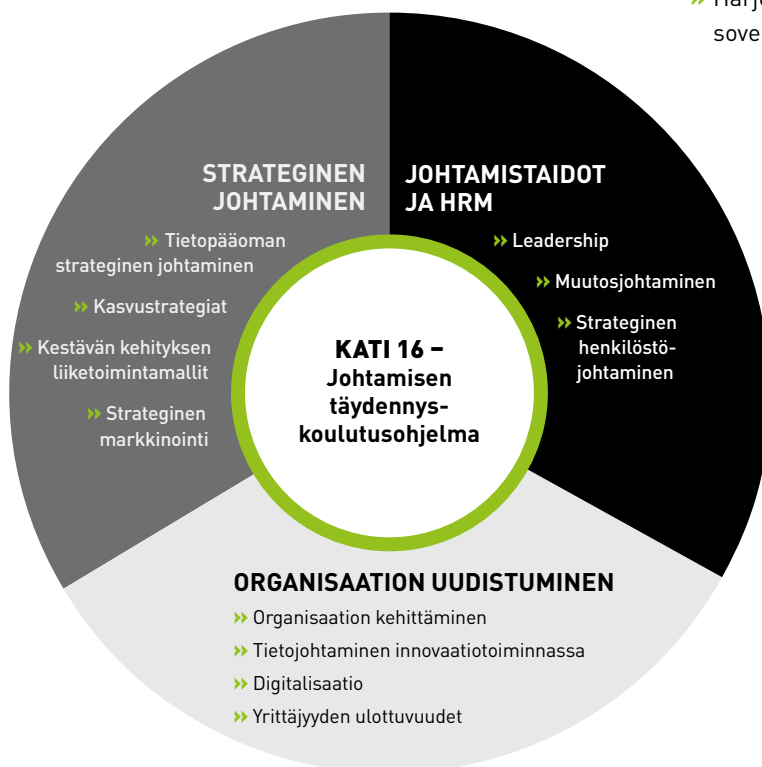 » Harj
sove
STRATEGINEN
JOHTAMINEN
» Tietopääoman
strateginen johtaminen
» Kasvustrategiat
» Kestävän kehityksen
liiketoimintamallit
» Strateginen
markkinointi
JOHTAMISTAIDOT
JA HRM
» Leadership
» Muutosjohtaminen
» Strateginen
henkilöstö-
johtaminen
KATI 16 –
Johtamisen
täydennys-
koulutusohjelma
ORGANISAATION UUDISTUMINEN
» Organisaation kehittäminen
» Tietojohtaminen innovaatiotoiminnassa
» Digitalisaatio
» Yrittäjyyden ulottuvuudet